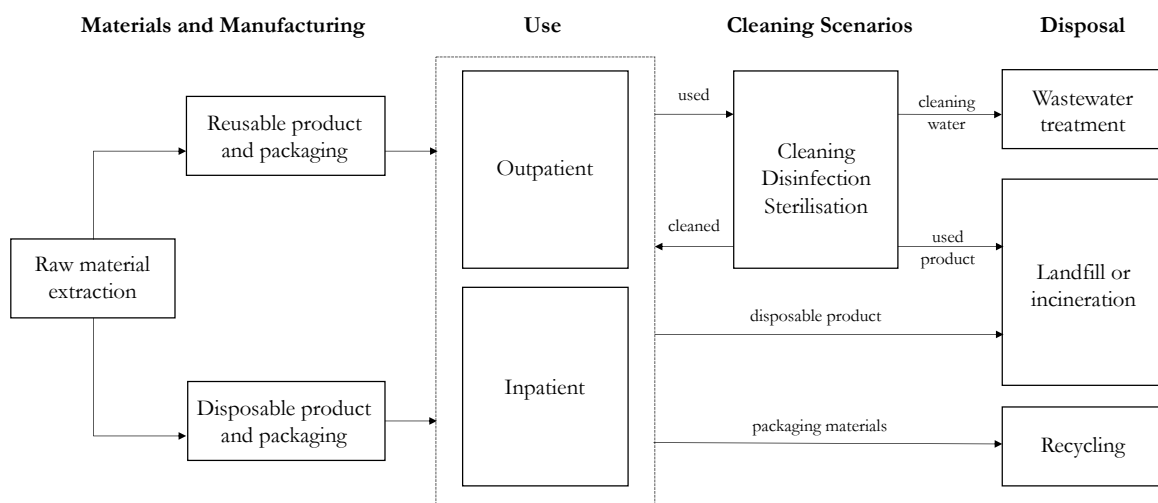 Materials and Manufacturing
Use
Cleaning Scenarios
Disposal
Reusable product
and packaging
Raw material
extraction
Disposable product
and packaging
Outpatient
Inpatient
used
cleaned
Cleaning
Disinfection
Sterilisation
cleaning
water
used
product
disposable product
packaging materials
Wastewater
treatment
Landfill or
incineration
Recycling